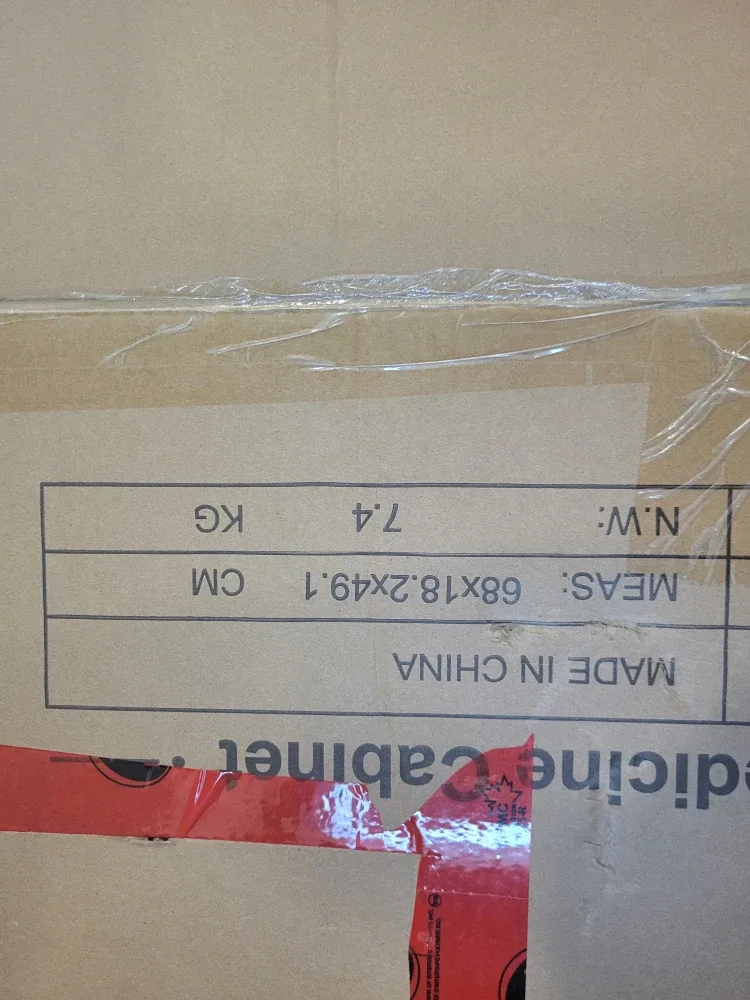 edicine Cabinet
MADE IN CHINA
MEAS: 68x18.2x49.1 CM
N.W: 7.4 KG